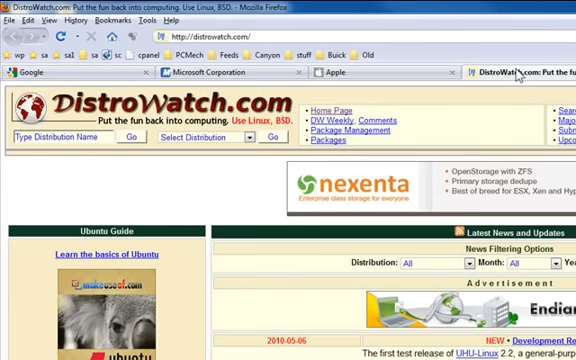 DistroWatch.com: Put the fun back into computing. Use Linux, BSD. - Mozilla Firefox
File Edit View History Bookmarks Tools Help
http://distrowatch.com/
wp sa sa1 sa sc cpanel PCMech Feeds Canyon stuff Buick Old
Google Microsoft Corporation Apple DistroWatch.com: Put the fu
DistroWatch.com
Put the fun back into computing. Use Linux, BSD.
Type Distribution Name Go Select Distribution Go
Home Page
DW Weekly, Comments
Package Management
Packages
Sear
Majo
Subm
Upco
nexenta
Enterprise class storage for everyone
• OpenStorage with ZFS
• Primary storage dedupe
• Best of breed for ESX, Xen and Hyp
Ubuntu Guide
Learn the basics of Ubuntu
makeuseof.com
ubuntu
Latest News and Updates
News Filtering Options
Distribution: All Month: All Yea
Advertisement
Endian
2010-05-06 NEW • Development Re
The first test release of UHU-Linux 2.2, a general-purpo